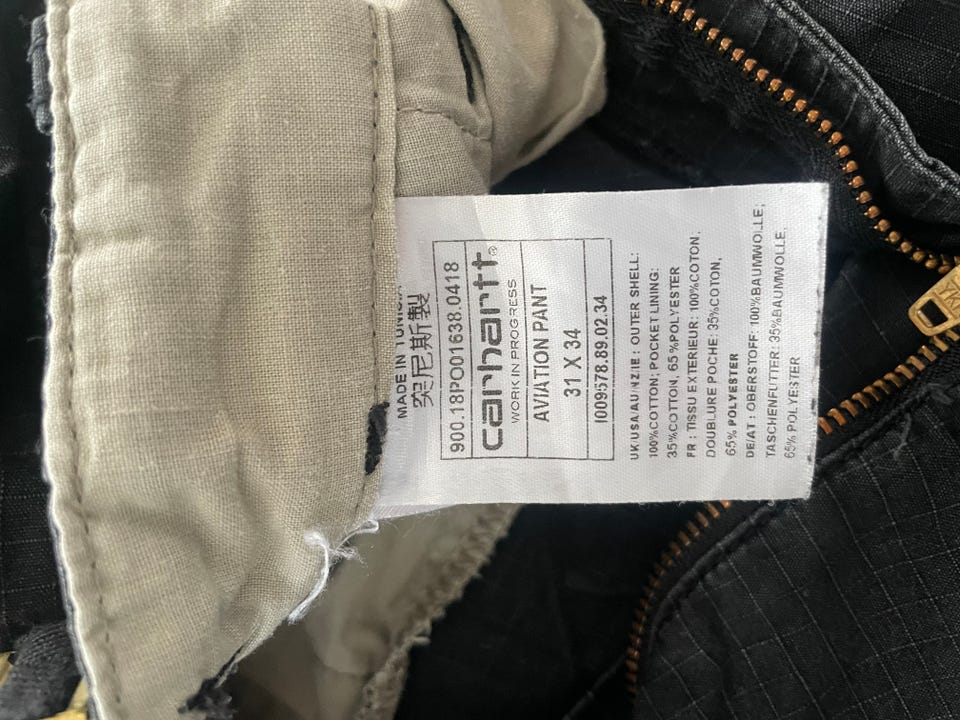 MADE IN TUNISIA
突尼斯製
900.18PO01638.0418
carhartt®
WORK IN PROGRESS
AVIATION PANT
31 X 34
I009578.89.02.34
UK/USA/AU/NZ/IE : OUTER SHELL:
100%COTTON; POCKET LINING:
35%COTTON, 65%POLYESTER
FR : TISSU EXTERIEUR: 100%COTON;
DOUBLURE POCHE: 35%COTON,
65% POLYESTER
DE/AT : OBERSTOFF: 100%BAUMWOLLE;
TASCHENFUTTER: 35%BAUMWOLLE,
65% POLYESTER